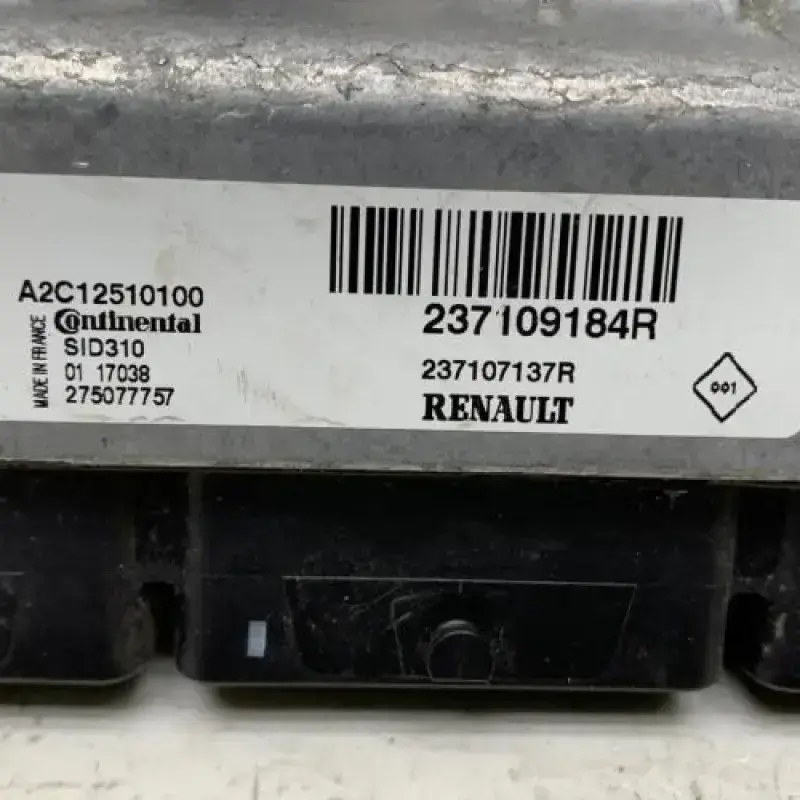 A2C12510100
Continental
SID310
01 17038
275077757
MADE IN FRANCE
237109184R
237107137R
RENAULT
001